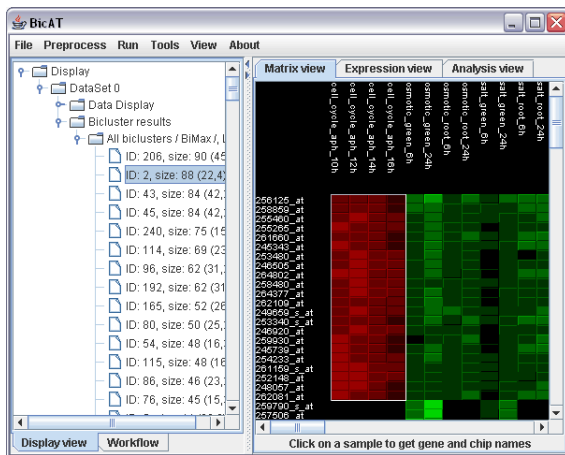 BicAT
File Preprocess Run Tools View About
Display
DataSet 0
Data Display
Bicluster results
All biclusters / BiMax /, L
ID: 206, size: 90 (45
ID: 2, size: 88 (22,4)
ID: 43, size: 84 (42,
ID: 45, size: 84 (42,
ID: 240, size: 75 (15
ID: 114, size: 69 (23
ID: 96, size: 62 (31,
ID: 192, size: 62 (31
ID: 165, size: 52 (26
ID: 80, size: 50 (25,
ID: 54, size: 48 (16,
ID: 115, size: 48 (16
ID: 86, size: 46 (23,
ID: 76, size: 45 (15,
Display view Workflow
Matrix view Expression view Analysis view
cell_cycle_aph_10h
cell_cycle_aph_12h
cell_cycle_aph_14h
cell_cycle_aph_16h
osmotic_green_6h
osmotic_green_24h
osmotic_root_6h
osmotic_root_24h
salt_green_6h
salt_green_24h
salt_root_6h
salt_root_24h
256125_at
258859_at
255460_at
255265_at
261660_at
245343_at
253480_at
246505_at
264802_at
258480_at
264377_at
262109_at
249659_s_at
253340_at
246920_at
259930_at
245739_at
254233_at
261159_s_at
252148_at
248057_at
262081_at
259790_s_at
257506_at
Click on a sample to get gene and chip names